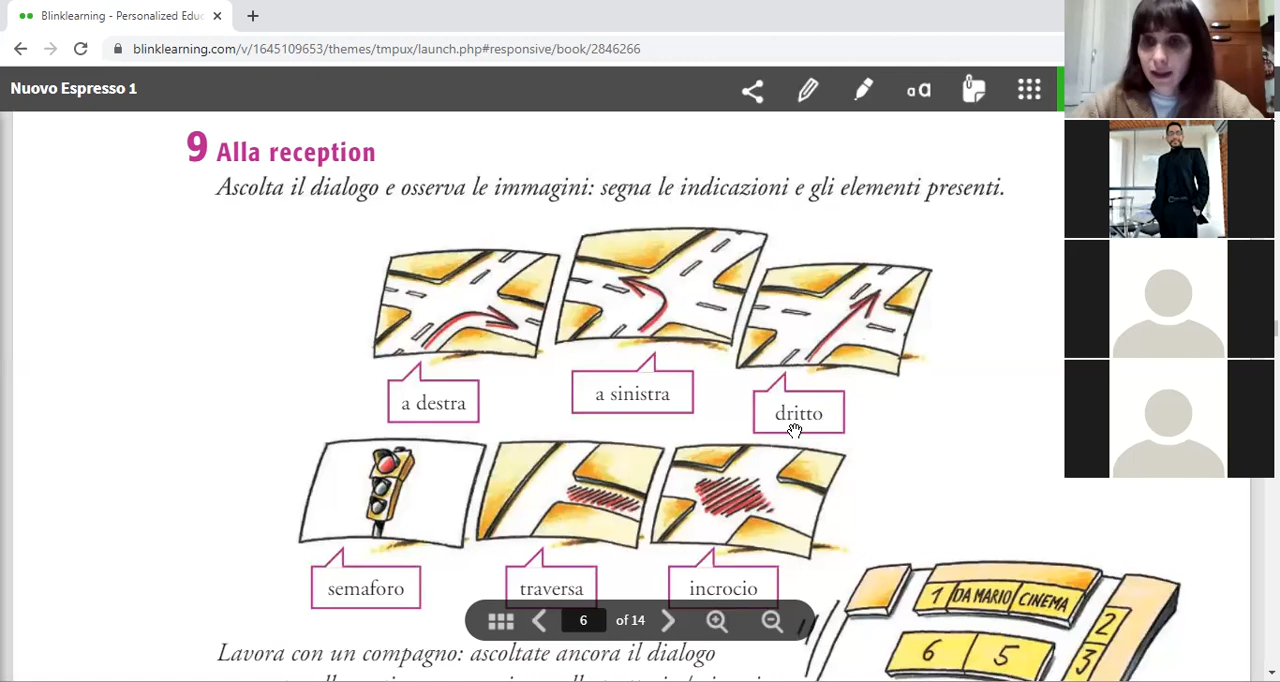 Blinklearning - Personalized Educ
blinklearning.com/v/1645109653/themes/tmpux/launch.php#responsive/book/2846266
Nuovo Espresso 1
aa
9 Alla reception
Ascolta il dialogo e osserva le immagini: segna le indicazioni e gli elementi presenti.
a destra
a sinistra
dritto
semaforo
traversa
incrocio
1 DA MARIO CINEMA
2
6 5 3
6 of 14
Lavora con un compagno: ascoltate ancora il dialogo